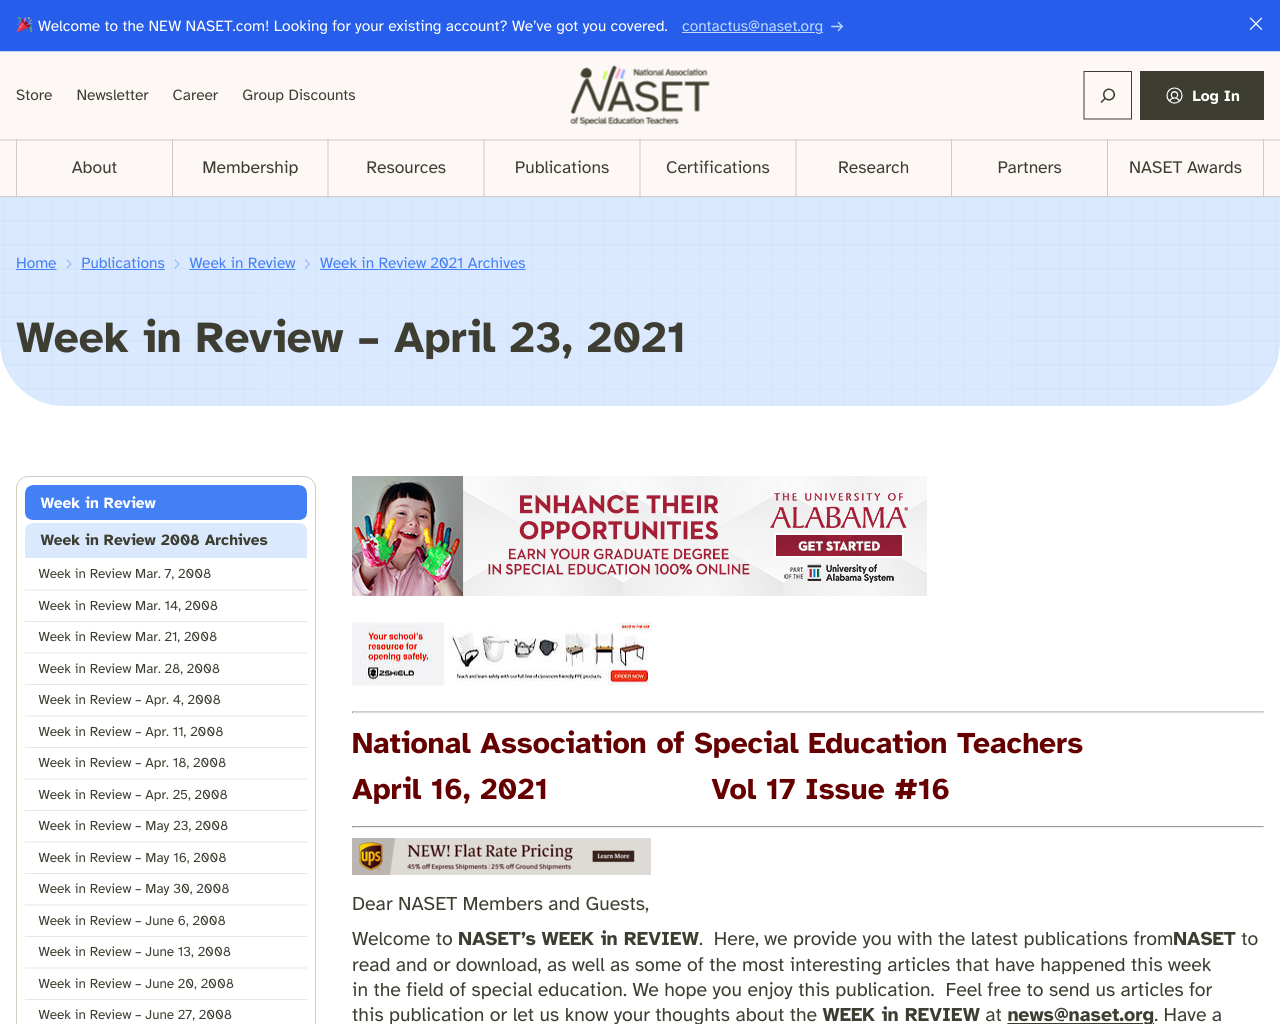 Welcome to the NEW NASET.com! Looking for your existing account? We've got you covered. contactus@naset.org →
Store Newsletter Career Group Discounts
National Association
NASET
of Special Education Teachers
Log In
About Membership Resources Publications Certifications Research Partners NASET Awards
Home > Publications > Week in Review > Week in Review 2021 Archives
Week in Review – April 23, 2021
Week in Review
Week in Review 2008 Archives
Week in Review Mar. 7, 2008
Week in Review Mar. 14, 2008
Week in Review Mar. 21, 2008
Week in Review Mar. 28, 2008
Week in Review – Apr. 4, 2008
Week in Review – Apr. 11, 2008
Week in Review – Apr. 18, 2008
Week in Review – Apr. 25, 2008
Week in Review – May 23, 2008
Week in Review – May 16, 2008
Week in Review – May 30, 2008
Week in Review – June 6, 2008
Week in Review – June 13, 2008
Week in Review – June 20, 2008
Week in Review – June 27, 2008
ENHANCE THEIR
OPPORTUNITIES
EARN YOUR GRADUATE DEGREE
IN SPECIAL EDUCATION 100% ONLINE
THE UNIVERSITY OF
ALABAMA®
GET STARTED
PART OF THE University of Alabama System
Your school's
resource for
opening safely.
ZSHIELD
MADE IN THE USA
Teach and learn safely with our full-line of classroom friendly PPE products.
ORDER NOW
National Association of Special Education Teachers
April 16, 2021 Vol 17 Issue #16
ups
NEW! Flat Rate Pricing
45% off Express Shipments | 25% off Ground Shipments
Learn More
Dear NASET Members and Guests,
Welcome to NASET's WEEK in REVIEW.  Here, we provide you with the latest publications fromNASET to
read and or download, as well as some of the most interesting articles that have happened this week
in the field of special education. We hope you enjoy this publication.  Feel free to send us articles for
this publication or let us know your thoughts about the WEEK in REVIEW at news@naset.org. Have a